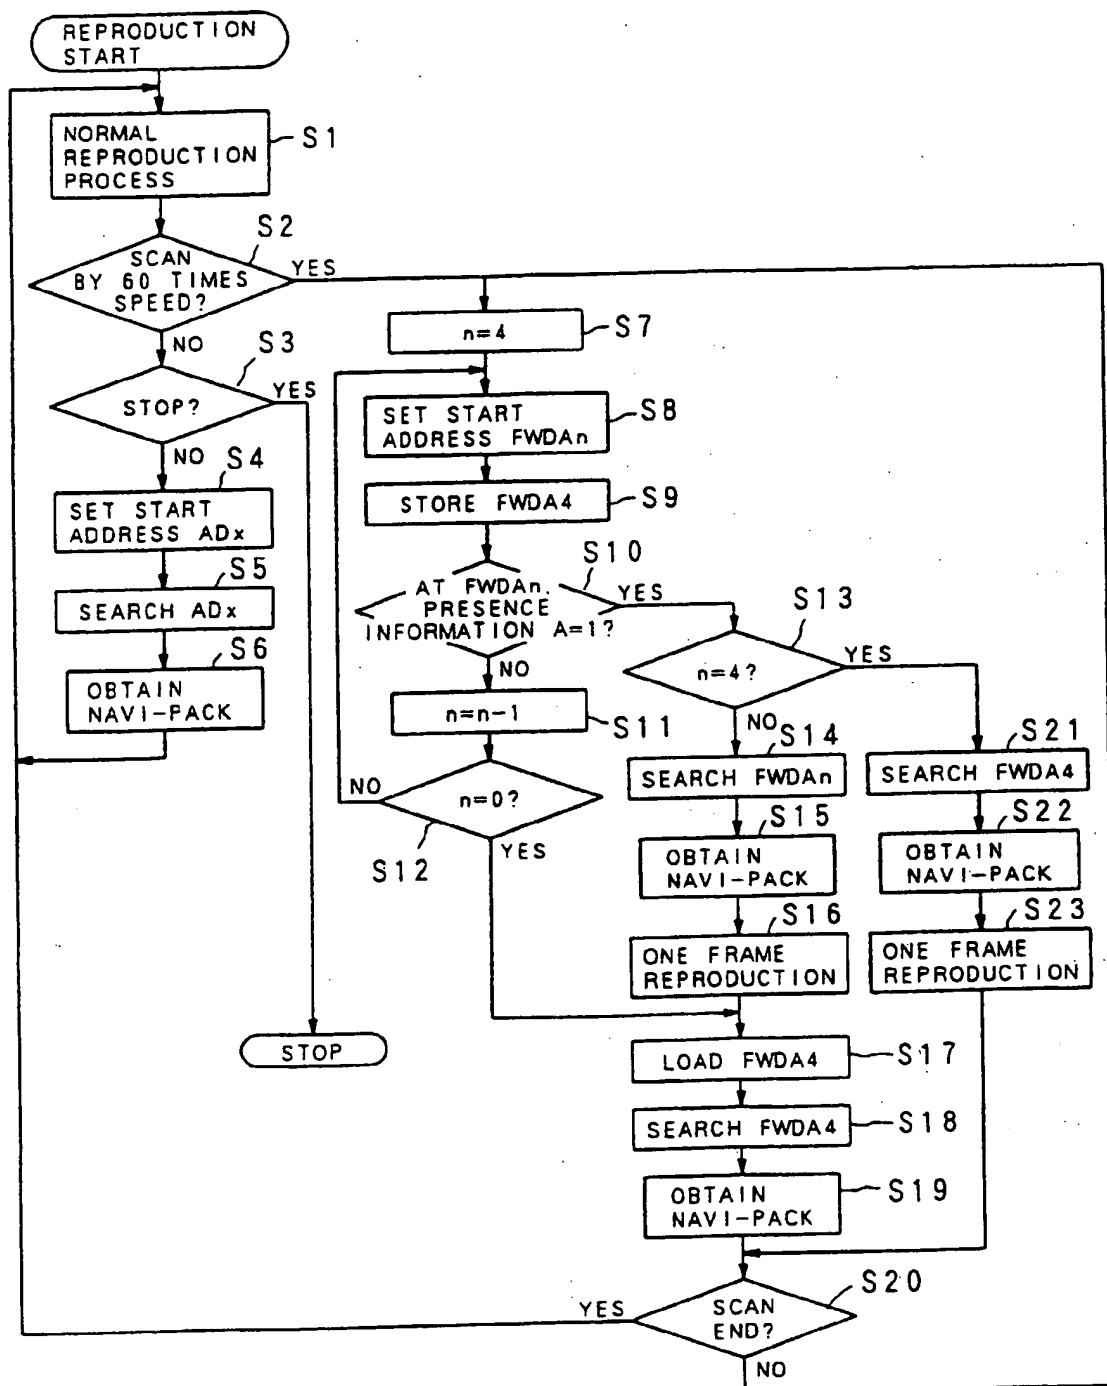 REPRODUCTION
START
NORMAL
REPRODUCTION
PROCESS
S1
SCAN
BY 60 TIMES
SPEED?
S2
YES
NO
STOP?
S3
YES
NO
SET START
ADDRESS ADx
S4
SEARCH ADx
S5
OBTAIN
NAVI-PACK
S6
STOP
n=4
S7
SET START
ADDRESS FWDAn
S8
STORE FWDA4
S9
AT FWDAn,
PRESENCE
INFORMATION A=1?
S10
YES
NO
n=n-1
S11
n=0?
S12
NO
YES
n=4?
S13
YES
NO
SEARCH FWDAn
S14
OBTAIN
NAVI-PACK
S15
ONE FRAME
REPRODUCTION
S16
LOAD FWDA4
S17
SEARCH FWDA4
S18
OBTAIN
NAVI-PACK
S19
SEARCH FWDA4
S21
OBTAIN
NAVI-PACK
S22
ONE FRAME
REPRODUCTION
S23
SCAN
END?
S20
YES
NO